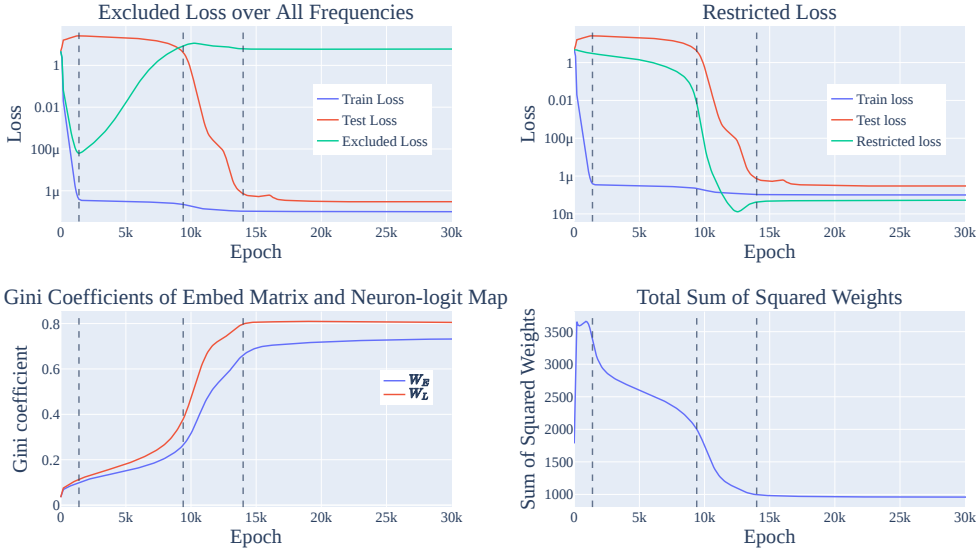 Excluded Loss over All Frequencies
Loss
1
0.01
100μ
1μ
Train Loss
Test Loss
Excluded Loss
0
5k
10k
15k
20k
25k
30k
Epoch
Restricted Loss
Loss
1
0.01
100μ
1μ
10n
Train loss
Test loss
Restricted loss
0
5k
10k
15k
20k
25k
30k
Epoch
Gini Coefficients of Embed Matrix and Neuron-logit Map
Gini coefficient
0.8
0.6
0.4
0.2
0
W_E
W_L
0
5k
10k
15k
20k
25k
30k
Epoch
Total Sum of Squared Weights
Sum of Squared Weights
3500
3000
2500
2000
1500
1000
0
5k
10k
15k
20k
25k
30k
Epoch